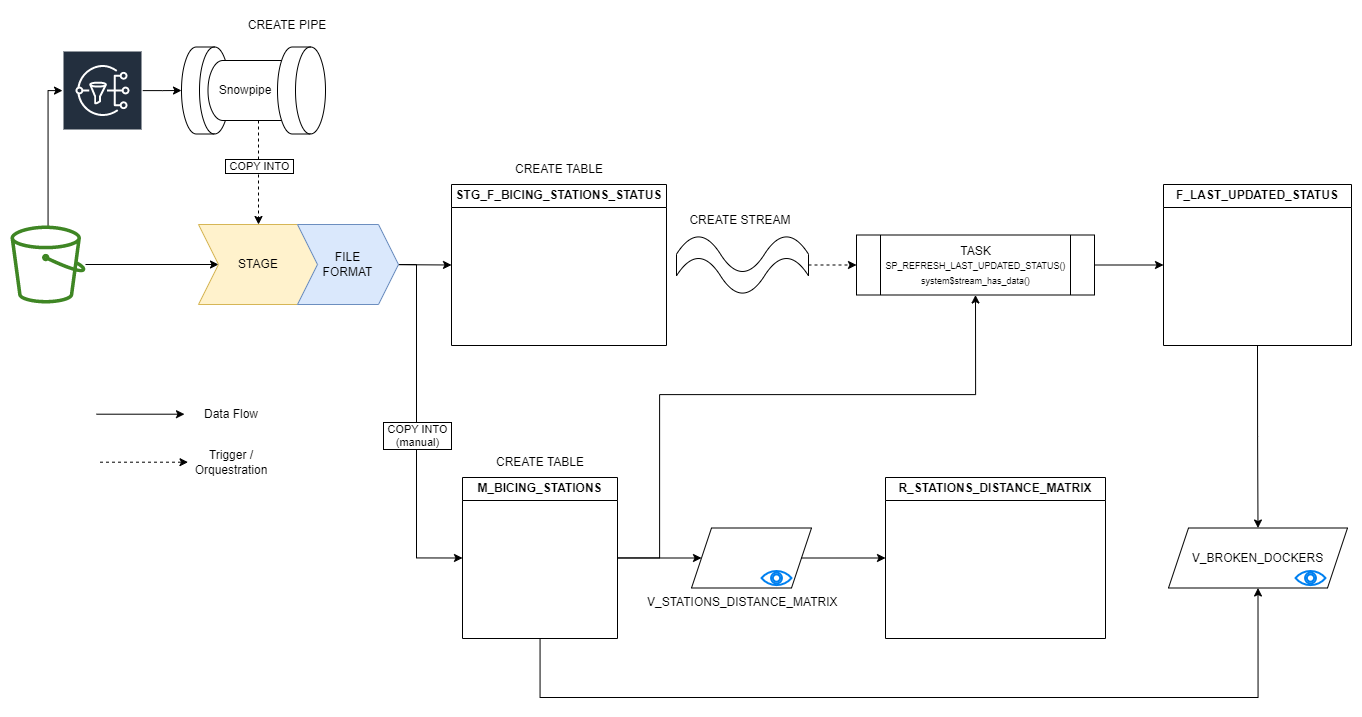 CREATE PIPE
Snowpipe
COPY INTO
CREATE TABLE
STG_F_BICING_STATIONS_STATUS
F_LAST_UPDATED_STATUS
CREATE STREAM
STAGE
FILE
FORMAT
TASK
SP_REFRESH_LAST_UPDATED_STATUS()
system$stream_has_data()
Data Flow
Trigger /
Orquestration
COPY INTO
(manual)
CREATE TABLE
M_BICING_STATIONS
R_STATIONS_DISTANCE_MATRIX
V_STATIONS_DISTANCE_MATRIX
V_BROKEN_DOCKERS